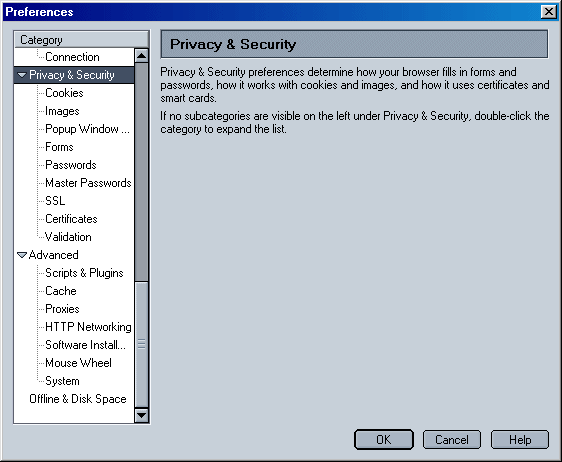 Preferences
Category
Connection
Privacy & Security
Cookies
Images
Popup Window ...
Forms
Passwords
Master Passwords
SSL
Certificates
Validation
Advanced
Scripts & Plugins
Cache
Proxies
HTTP Networking
Software Install...
Mouse Wheel
System
Offline & Disk Space
Privacy & Security
Privacy & Security preferences determine how your browser fills in forms and
passwords, how it works with cookies and images, and how it uses certificates and
smart cards.
If no subcategories are visible on the left under Privacy & Security, double-click the
category to expand the list.
OK
Cancel
Help